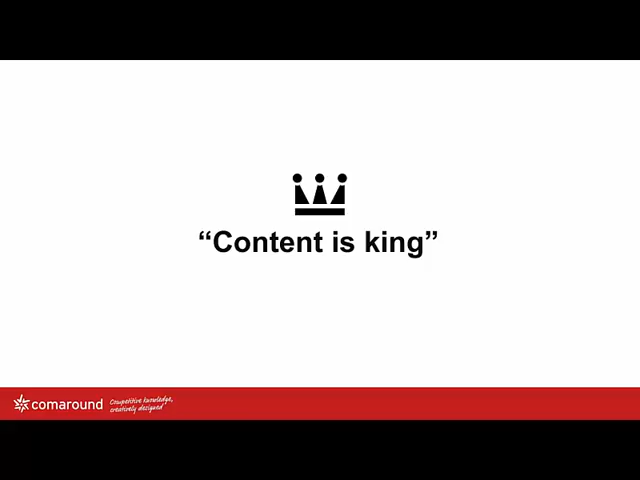 “Content is king”
comaround
Competitive knowledge,
creatively designed